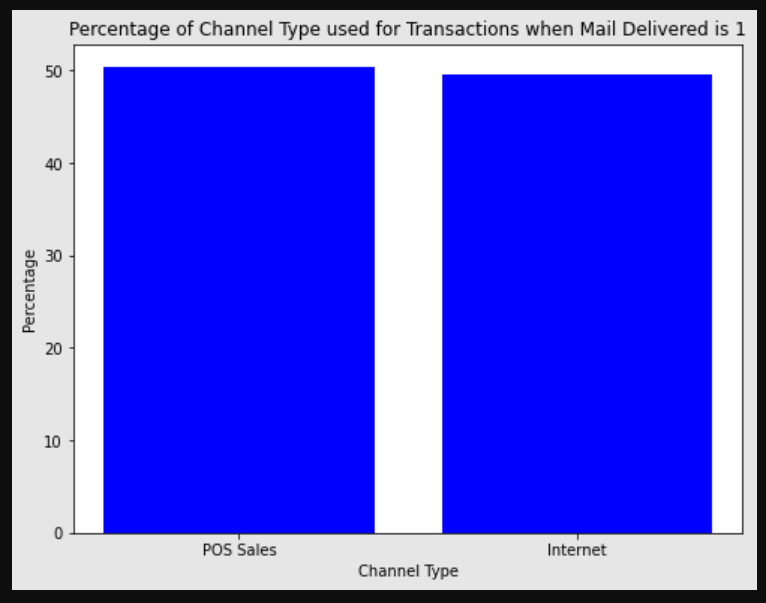 Percentage of Channel Type used for Transactions when Mail Delivered is 1
50
40
30
20
10
0
Percentage
POS Sales
Internet
Channel Type